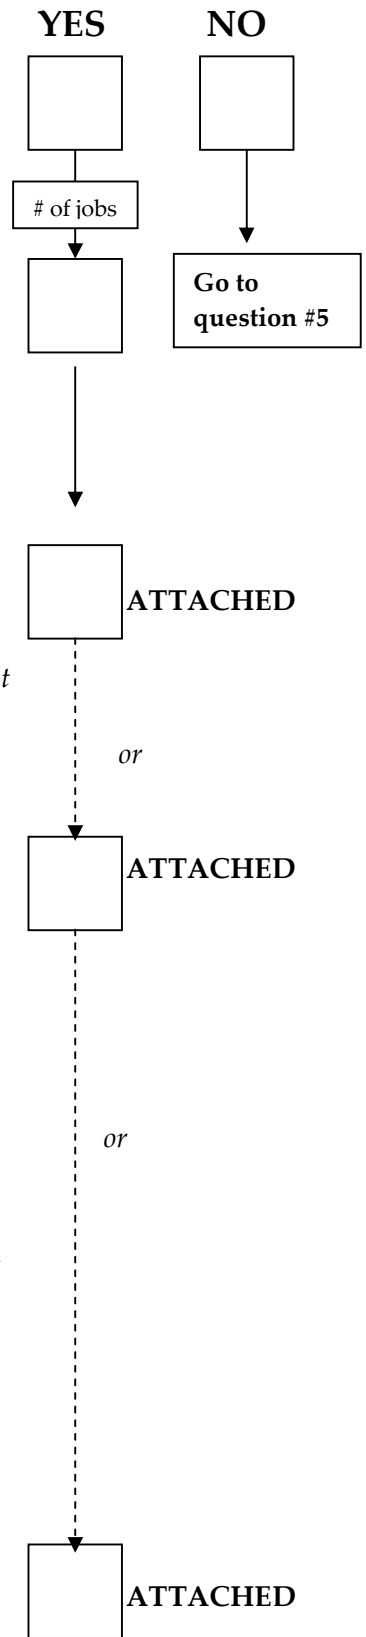 YES NO
# of jobs
Go to
question #5
ATTACHED
t
or
ATTACHED
or
ATTACHED